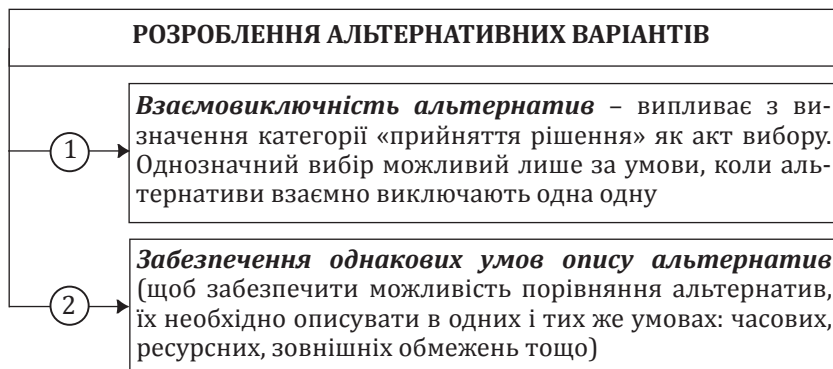 РОЗРОБЛЕННЯ АЛЬТЕРНАТИВНИХ ВАРІАНТІВ
1
Взаємовиключність альтернатив – випливає з ви-
значення категорії «прийняття рішення» як акт вибору.
Однозначний вибір можливий лише за умови, коли аль-
тернативи взаємно виключають одна одну
2
Забезпечення однакових умов опису альтернатив
(щоб забезпечити можливість порівняння альтернатив,
їх необхідно описувати в одних і тих же умовах: часових,
ресурсних, зовнішніх обмежень тощо)